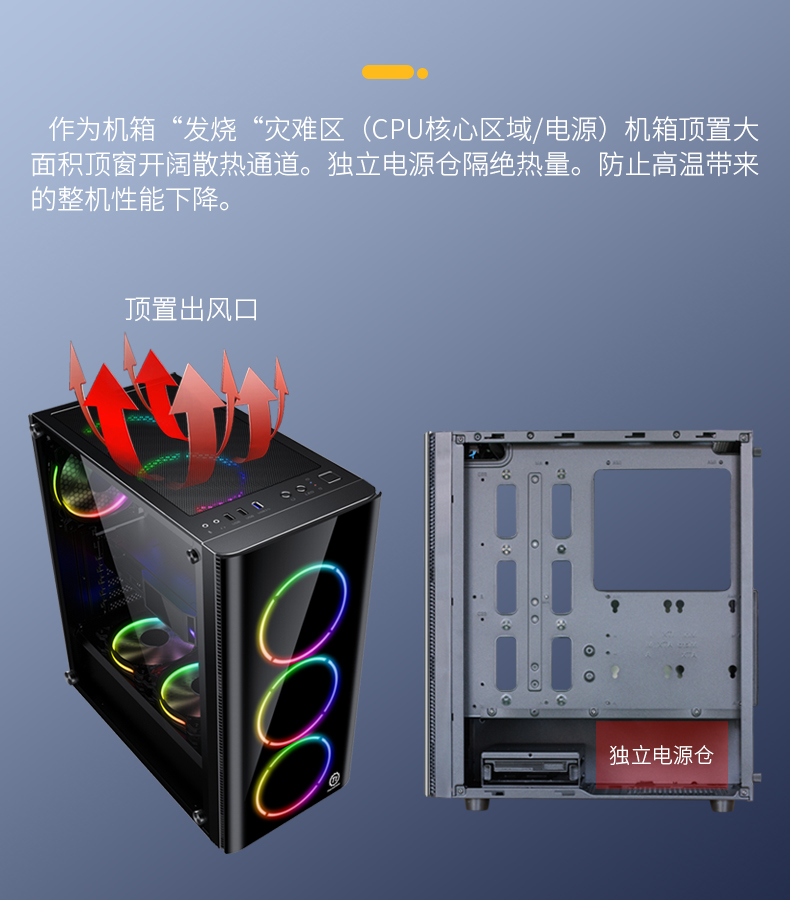 作为机箱“发烧“灾难区（CPU核心区域/电源）机箱顶置大
面积顶窗开阔散热通道。独立电源仓隔绝热量。防止高温带来
的整机性能下降。
顶置出风口
独立电源仓